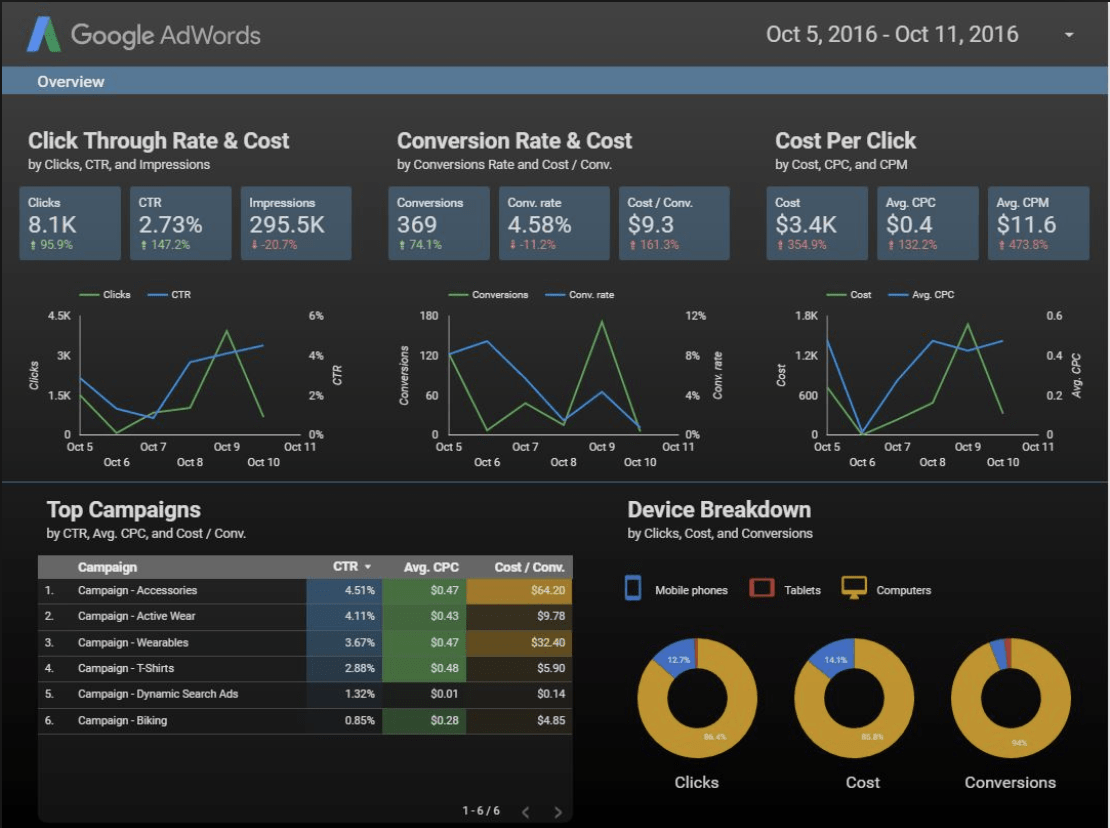 Google AdWords
Oct 5, 2016 - Oct 11, 2016
Overview
Click Through Rate & Cost
by Clicks, CTR, and Impressions
Clicks
8.1K
95.9%
CTR
2.73%
147.2%
Impressions
295.5K
-20.7%
Conversion Rate & Cost
by Conversions Rate and Cost / Conv.
Conversions
369
74.1%
Conv. rate
4.58%
-11.2%
Cost / Conv.
$9.3
161.3%
Cost Per Click
by Cost, CPC, and CPM
Cost
$3.4K
354.9%
Avg. CPC
$0.4
132.2%
Avg. CPM
$11.6
473.8%
Clicks CTR
4.5K
3K
1.5K
0
Clicks
6%
4%
2%
0%
CTR
Oct 5 Oct 7 Oct 9 Oct 11
Oct 6 Oct 8 Oct 10
Conversions Conv. rate
180
120
60
0
Conversions
12%
8%
4%
0%
Conv. rate
Oct 5 Oct 7 Oct 9 Oct 11
Oct 6 Oct 8 Oct 10
Cost Avg. CPC
1.8K
1.2K
600
0
Cost
0.6
0.4
0.2
0
Avg. CPC
Oct 5 Oct 7 Oct 9 Oct 11
Oct 6 Oct 8 Oct 10
Top Campaigns
by CTR, Avg. CPC, and Cost / Conv.
Campaign CTR Avg. CPC Cost / Conv.
1. Campaign - Accessories 4.51% $0.47 $64.20
2. Campaign - Active Wear 4.11% $0.43 $9.78
3. Campaign - Wearables 3.67% $0.47 $32.40
4. Campaign - T-Shirts 2.88% $0.48 $5.90
5. Campaign - Dynamic Search Ads 1.32% $0.01 $0.14
6. Campaign - Biking 0.85% $0.28 $4.85
1 - 6 / 6
Device Breakdown
by Clicks, Cost, and Conversions
Mobile phones Tablets Computers
12.7%
86.4%
Clicks
14.1%
85.8%
Cost
94%
Conversions